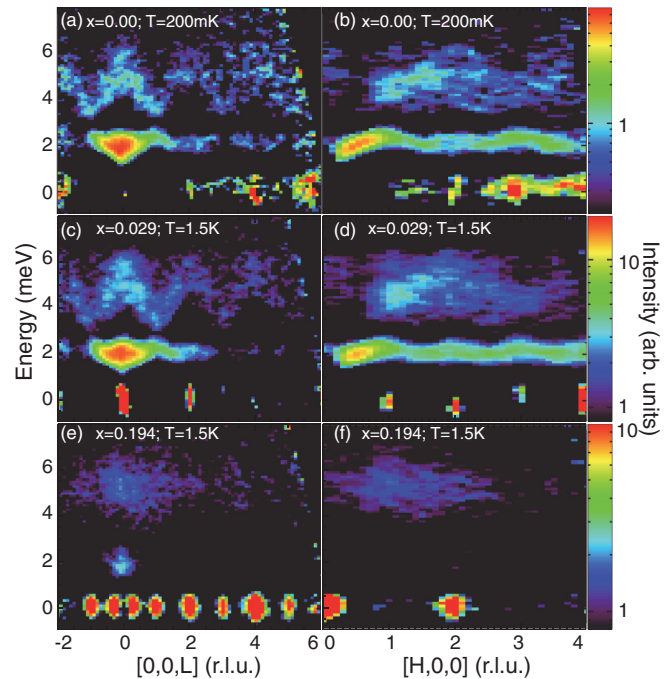 (a) x=0.00; T=200mK
(b) x=0.00; T=200mK
6
4
2
0
1
(c) x=0.029; T=1.5K
(d) x=0.029; T=1.5K
6
4
2
0
10
1
(e) x=0.194; T=1.5K
(f) x=0.194; T=1.5K
6
4
2
0
10
1
Energy (meV)
Intensity (arb. units)
-2 0 2 4 6
0 1 2 3 4
[0,0,L] (r.l.u.)
[H,0,0] (r.l.u.)